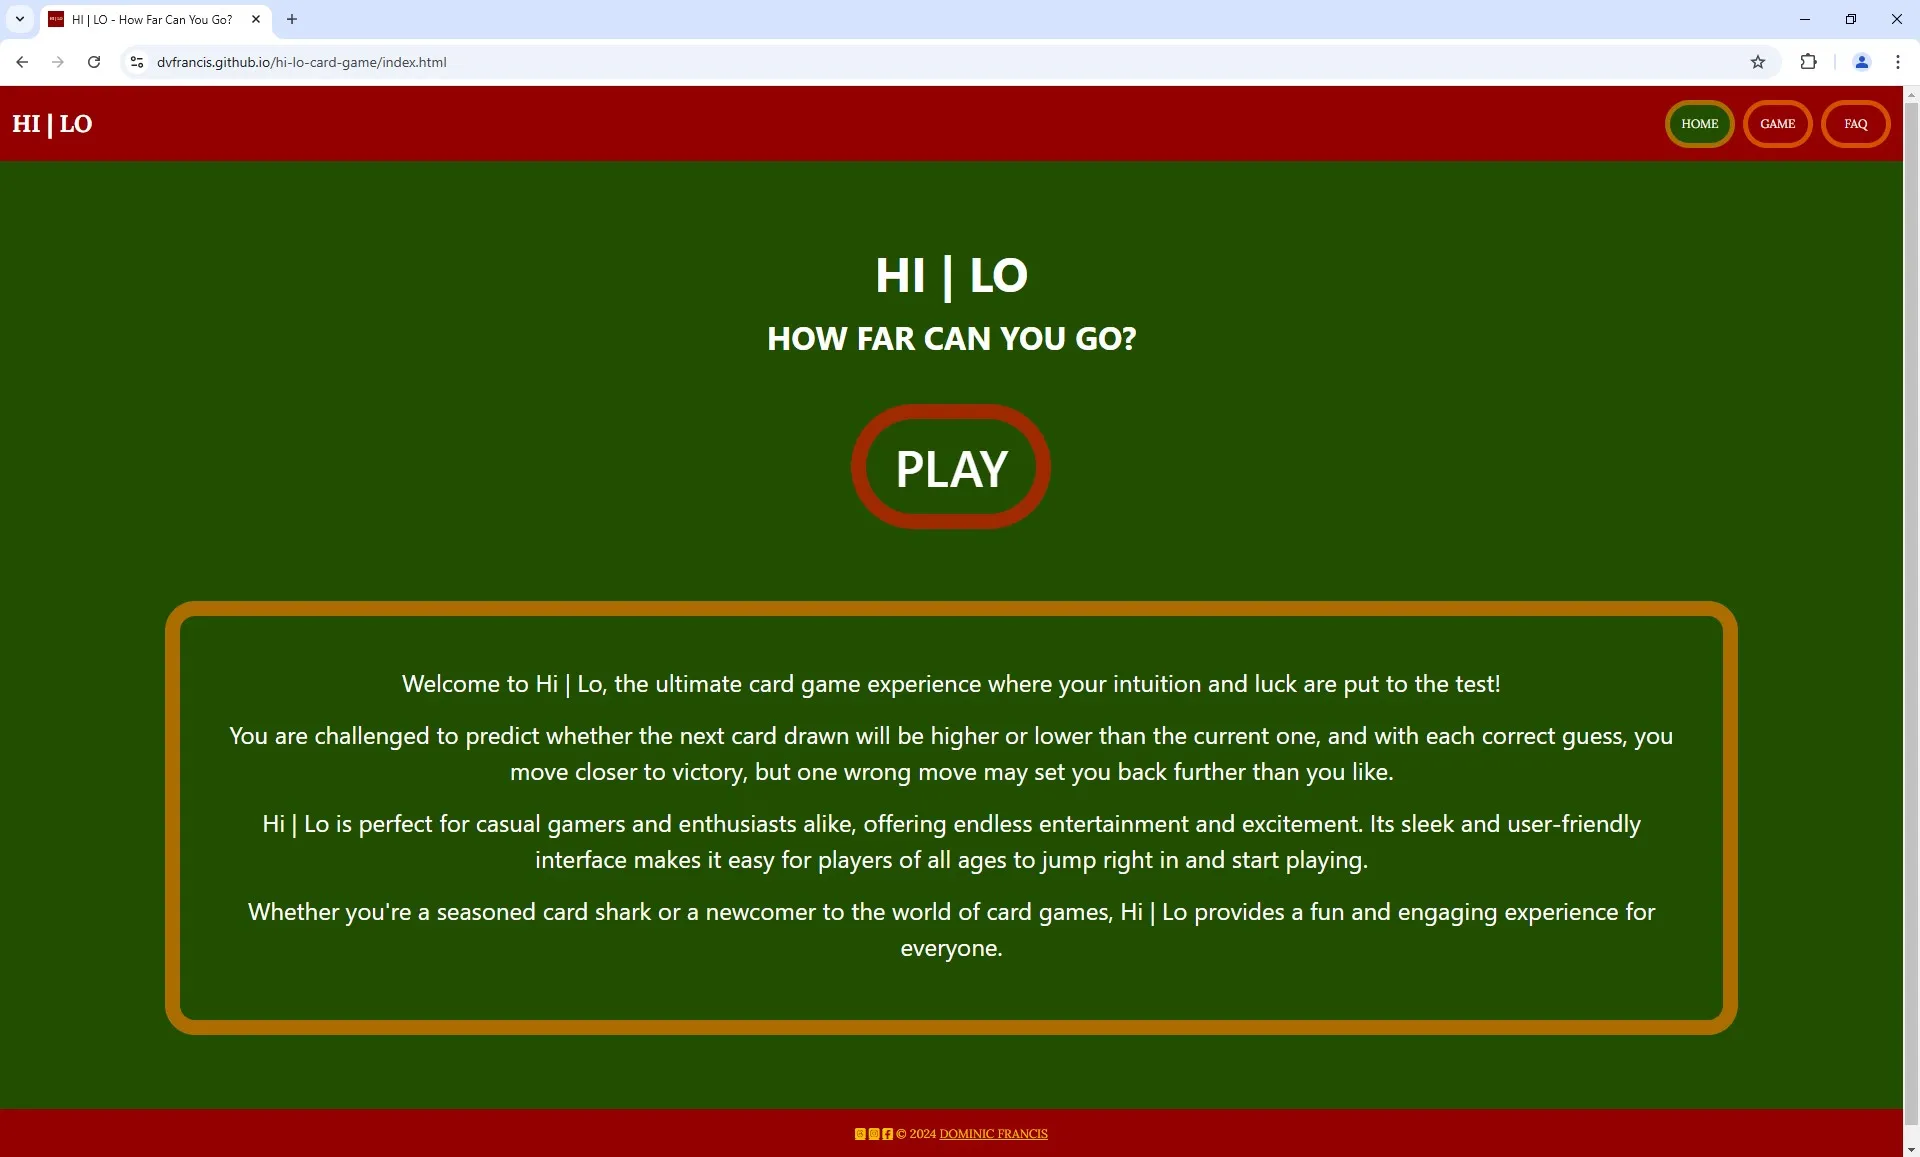 HI | LO - How Far Can You Go?
dvfrancis.github.io/hi-lo-card-game/index.html
HI | LO
HOME GAME FAQ
HI | LO
HOW FAR CAN YOU GO?
PLAY
Welcome to Hi | Lo, the ultimate card game experience where your intuition and luck are put to the test!
You are challenged to predict whether the next card drawn will be higher or lower than the current one, and with each correct guess, you
move closer to victory, but one wrong move may set you back further than you like.
Hi | Lo is perfect for casual gamers and enthusiasts alike, offering endless entertainment and excitement. Its sleek and user-friendly
interface makes it easy for players of all ages to jump right in and start playing.
Whether you're a seasoned card shark or a newcomer to the world of card games, Hi | Lo provides a fun and engaging experience for
everyone.
© 2024 DOMINIC FRANCIS